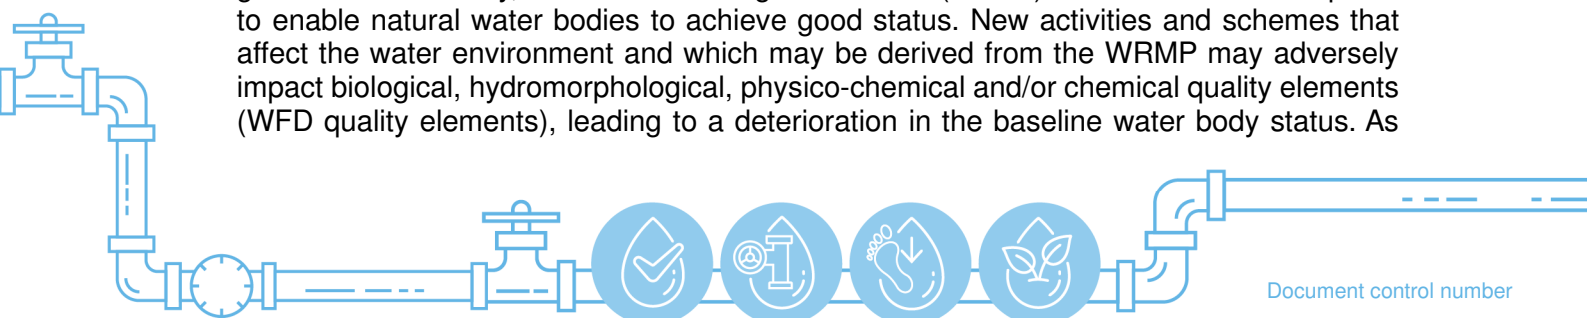 to enable natural water bodies to achieve good status. New activities and schemes that
affect the water environment and which may be derived from the WRMP may adversely
impact biological, hydromorphological, physico-chemical and/or chemical quality elements
(WFD quality elements), leading to a deterioration in the baseline water body status. As
Document control number